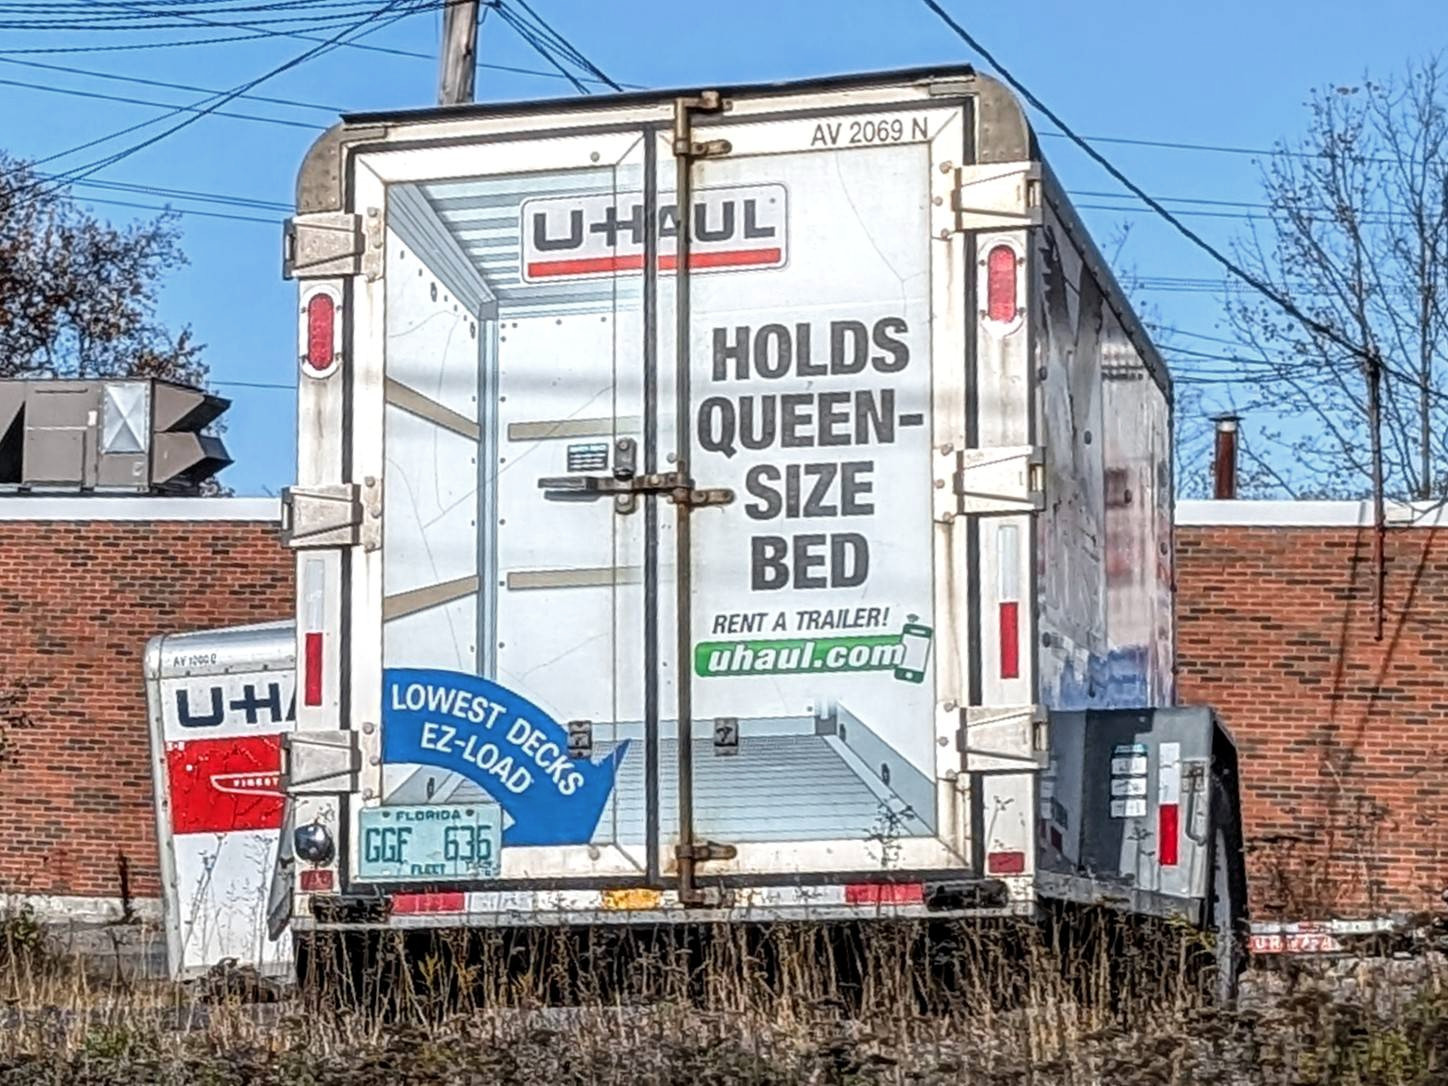 AV 2069 N
U-HAUL
HOLDS
QUEEN-
SIZE
BED
RENT A TRAILER!
uhaul.com
LOWEST DECKS
EZ-LOAD
FLORIDA
GGF 636
FLEET
U-HA